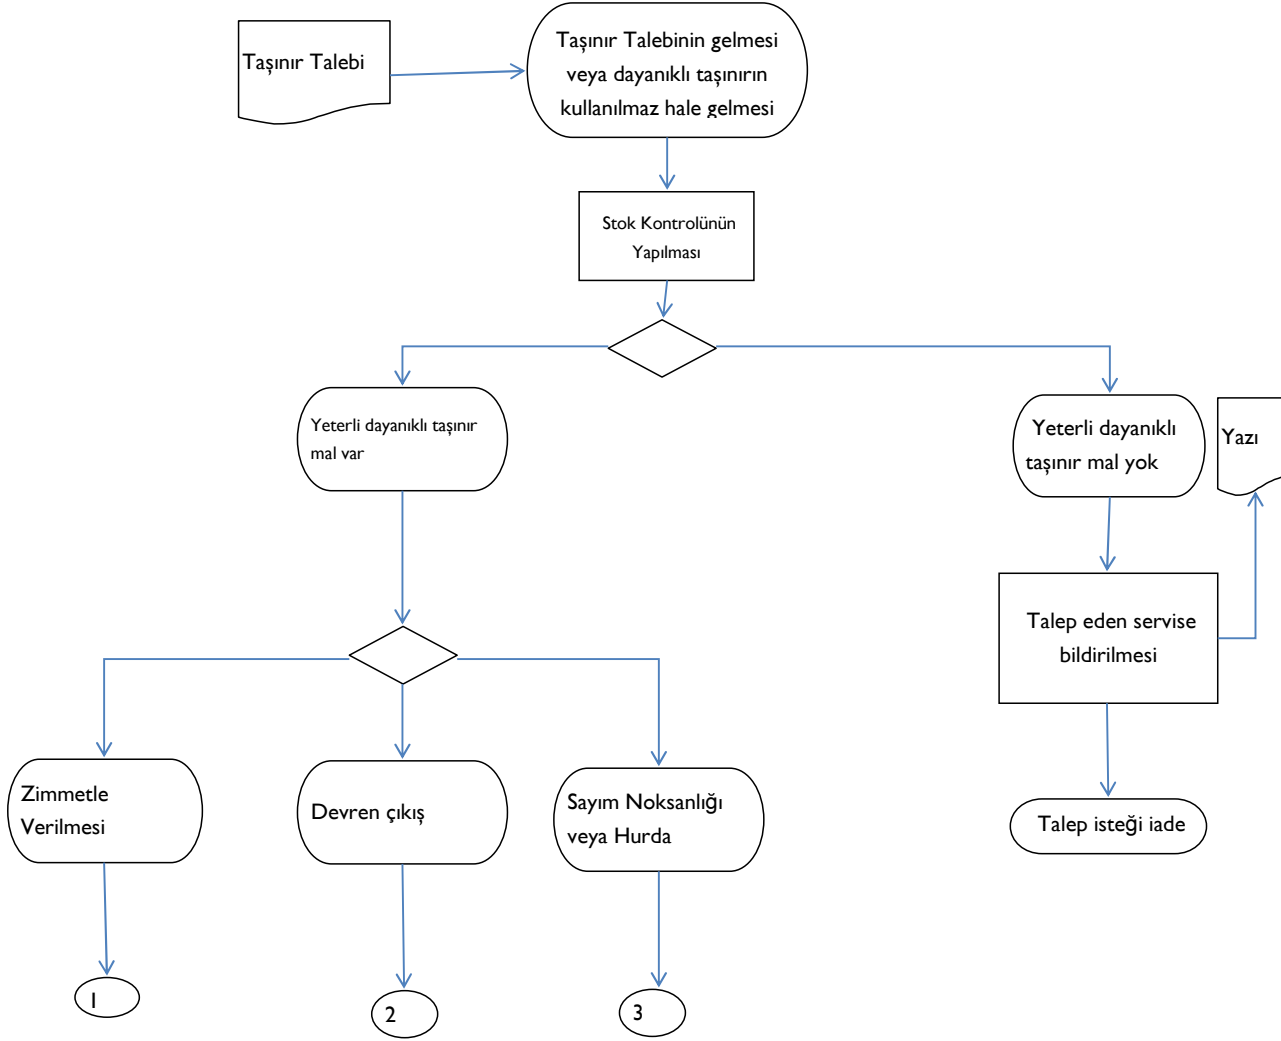 Taşınır Talebi
Taşınır Talebinin gelmesi
veya dayanıklı taşınırın
kullanılmaz hale gelmesi
Stok Kontrolünün
Yapılması
Yeterli dayanıklı taşınır
mal var
Yeterli dayanıklı
taşınır mal yok
Yazı
Talep eden servise
bildirilmesi
Zimmetle
Verilmesi
Devren çıkış
Sayım Noksanlığı
veya Hurda
Talep isteği iade
1
2
3